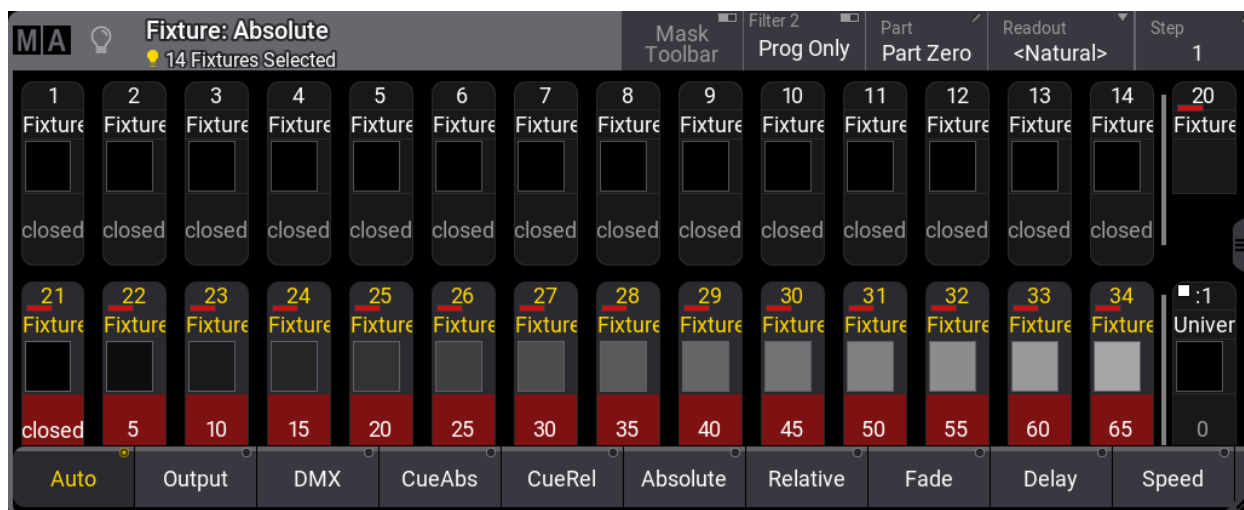 MA
Fixture: Absolute
14 Fixtures Selected
Mask
Toolbar
Filter 2
Prog Only
Part
Part Zero
Readout
<Natural>
Step
1
1 2 3 4 5 6 7 8 9 10 11 12 13 14 20
Fixture Fixture Fixture Fixture Fixture Fixture Fixture Fixture Fixture Fixture Fixture Fixture Fixture Fixture Fixture
closed closed closed closed closed closed closed closed closed closed closed closed closed closed
21 22 23 24 25 26 27 28 29 30 31 32 33 34 :1
Fixture Fixture Fixture Fixture Fixture Fixture Fixture Fixture Fixture Fixture Fixture Fixture Fixture Fixture Univer
closed 5 10 15 20 25 30 35 40 45 50 55 60 65 0
Auto Output DMX CueAbs CueRel Absolute Relative Fade Delay Speed